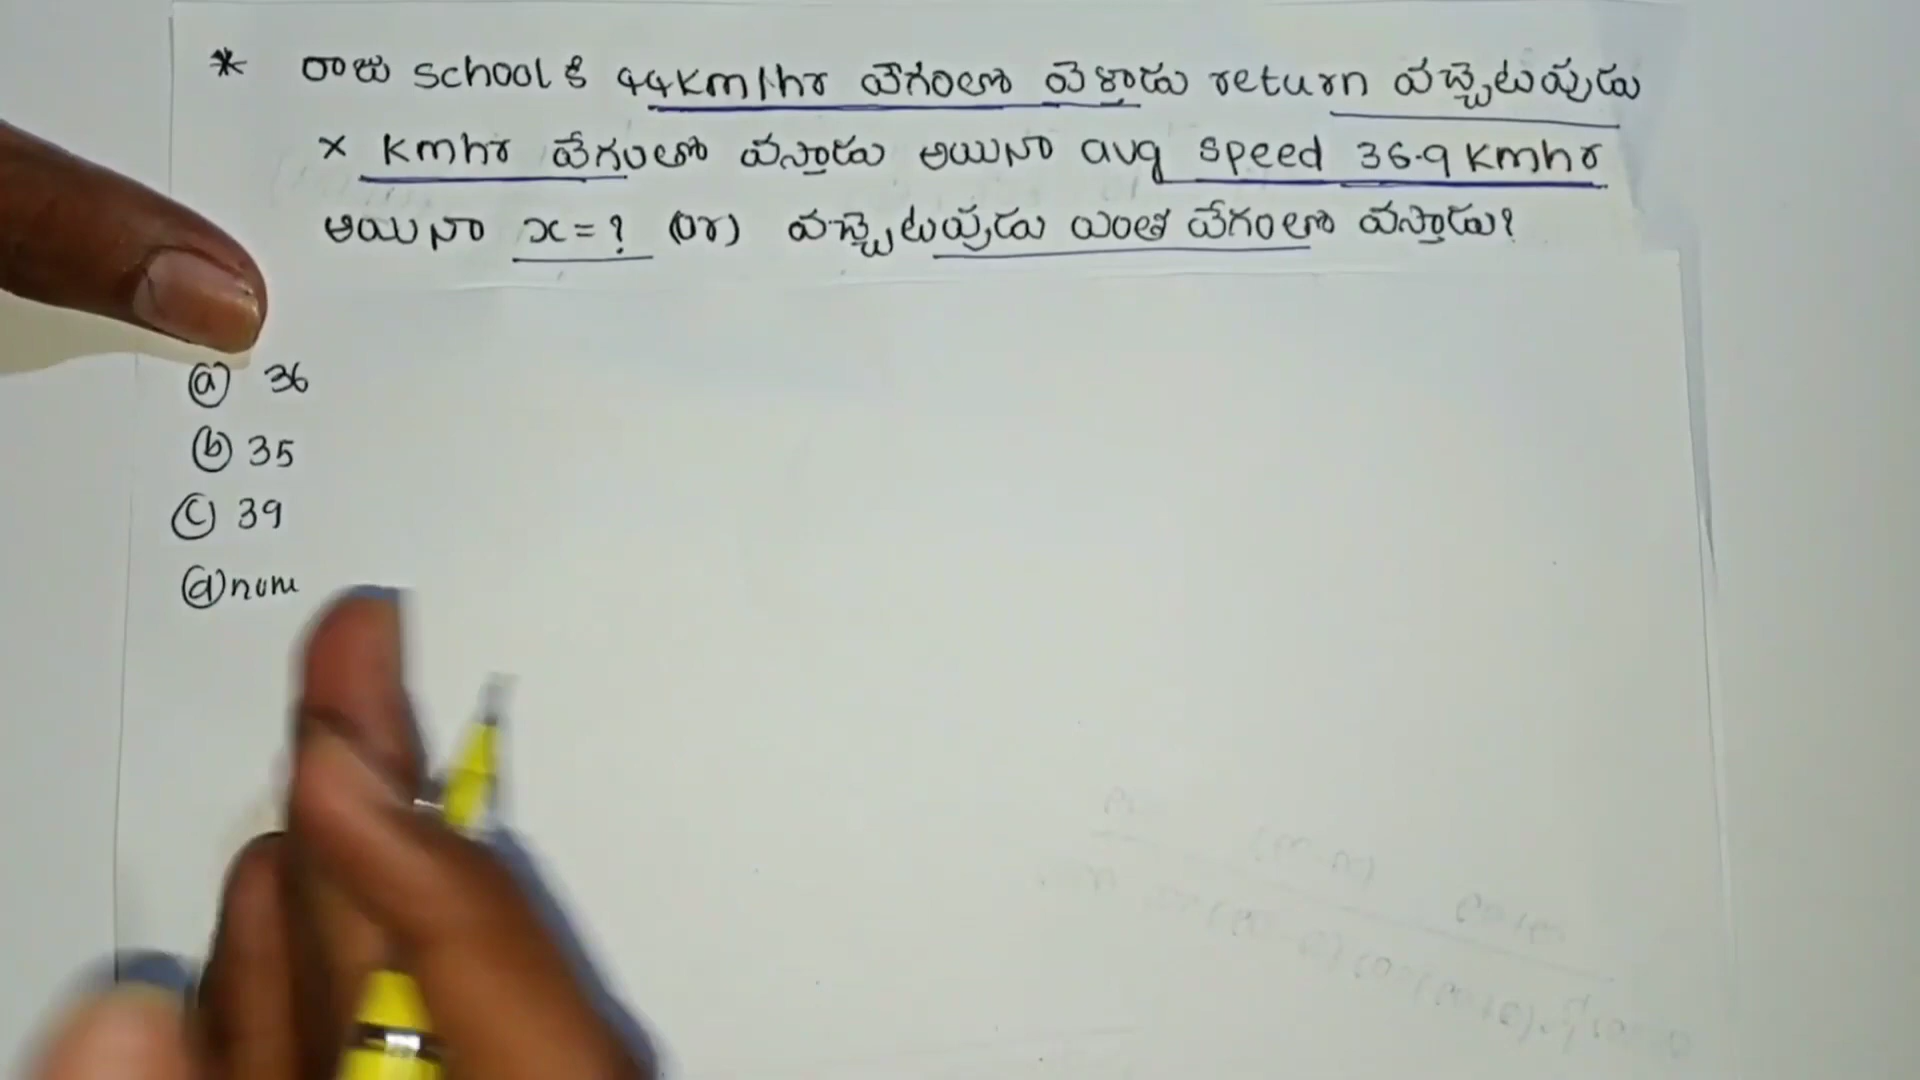 * రాజు school కి 44km/hr వేగంలో వెళ్తాడు return వచ్చెటప్పుడు
x kmhr వేగంలో వస్తాడు అయినా avg speed 36.9 kmhr
అయినా x = ? (or) వచ్చెటప్పుడు ఎంత వేగంలో వస్తాడు?
(a) 36
(b) 35
(c) 39
(d) none